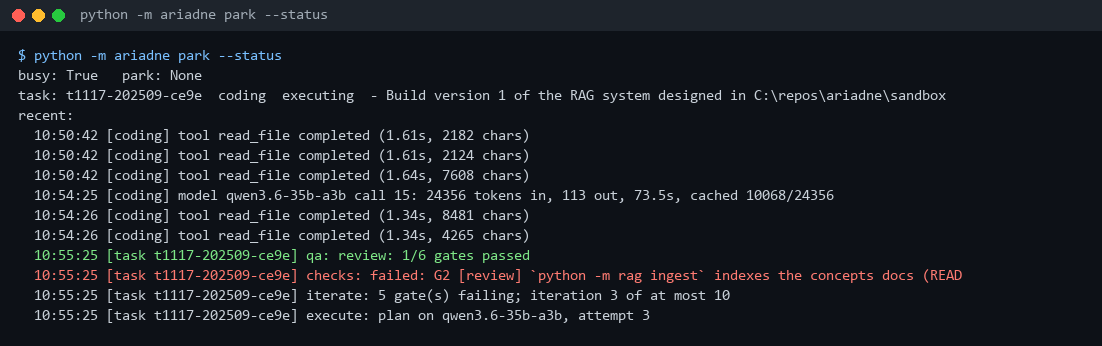 python -m ariadne park --status
$ python -m ariadne park --status
busy: True   park: None
task: t1117-202509-ce9e  coding  executing  - Build version 1 of the RAG system designed in C:\repos\ariadne\sandbox
recent:
  10:50:42 [coding] tool read_file completed (1.61s, 2182 chars)
  10:50:42 [coding] tool read_file completed (1.61s, 2124 chars)
  10:50:42 [coding] tool read_file completed (1.64s, 7608 chars)
  10:54:25 [coding] model qwen3.6-35b-a3b call 15: 24356 tokens in, 113 out, 73.5s, cached 10068/24356
  10:54:26 [coding] tool read_file completed (1.34s, 8481 chars)
  10:54:26 [coding] tool read_file completed (1.34s, 4265 chars)
  10:55:25 [task t1117-202509-ce9e] qa: review: 1/6 gates passed
  10:55:25 [task t1117-202509-ce9e] checks: failed: G2 [review] `python -m rag ingest` indexes the concepts docs (READ
  10:55:25 [task t1117-202509-ce9e] iterate: 5 gate(s) failing; iteration 3 of at most 10
  10:55:25 [task t1117-202509-ce9e] execute: plan on qwen3.6-35b-a3b, attempt 3